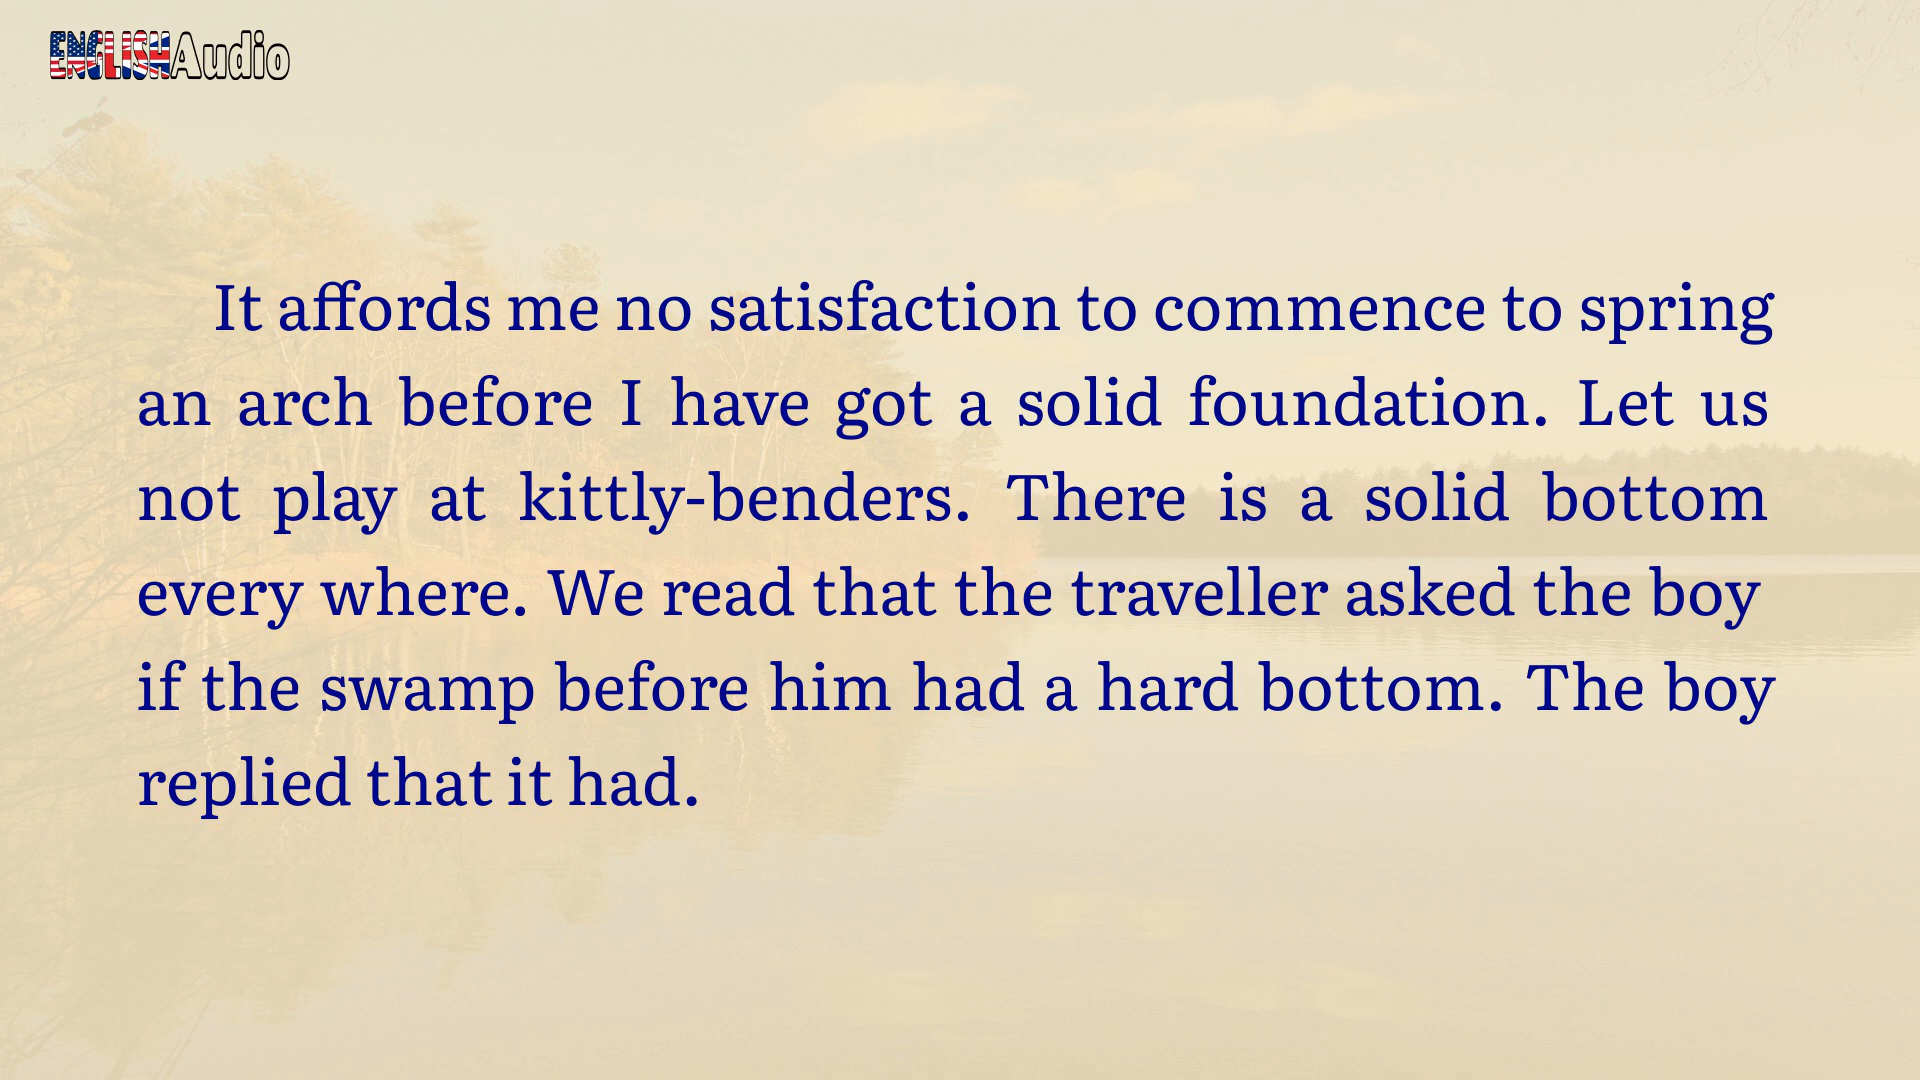 ENGLISHAudio
It affords me no satisfaction to commence to spring
an arch before I have got a solid foundation. Let us
not play at kittly-benders. There is a solid bottom
every where. We read that the traveller asked the boy
if the swamp before him had a hard bottom. The boy
replied that it had.